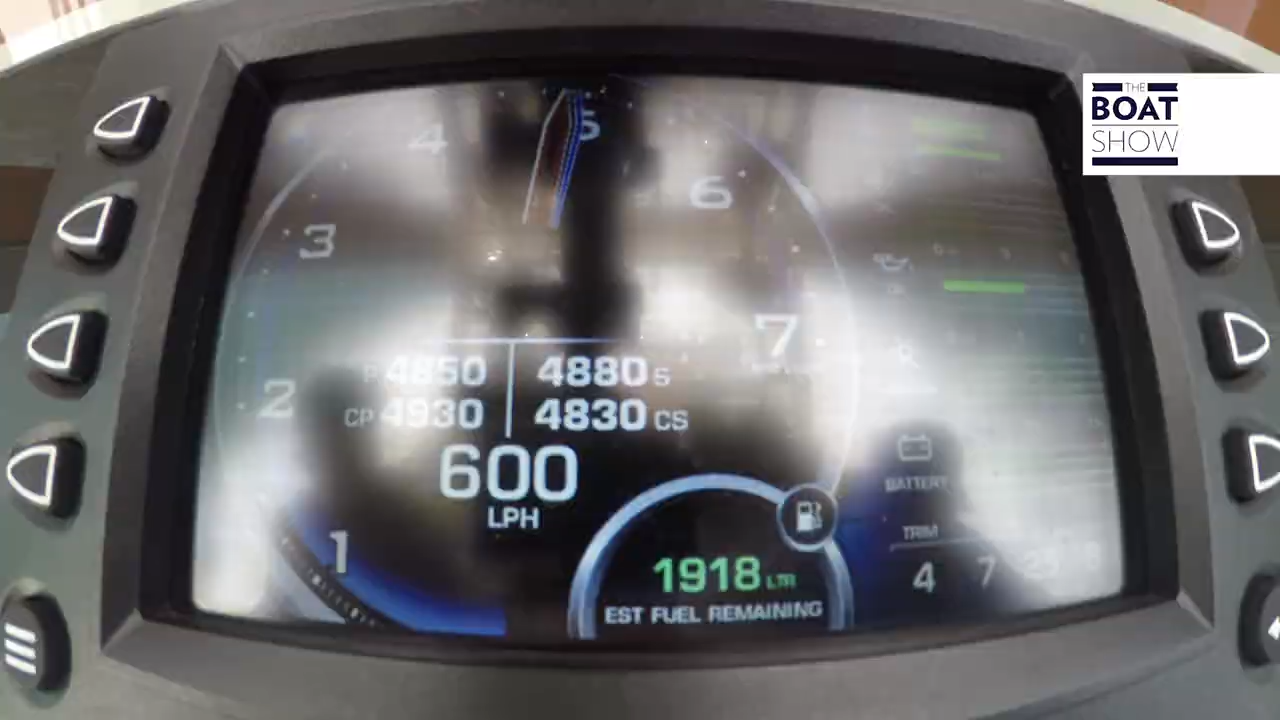 THE
BOAT
SHOW
4
5
6
3
7
2
P 4850 4880 S
CP 4930 4830 CS
600
LPH
1
BATTERY
TRIM
4 7
1918 LTR
EST FUEL REMAINING